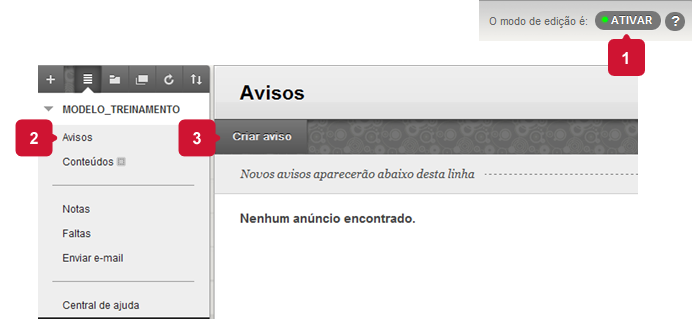 O modo de edição é: ATIVAR ?
1
MODELO_TREINAMENTO
Avisos
2 Avisos
3 Criar aviso
Conteúdos
Novos avisos aparecerão abaixo desta linha
Notas
Nenhum anúncio encontrado.
Faltas
Enviar e-mail
Central de ajuda